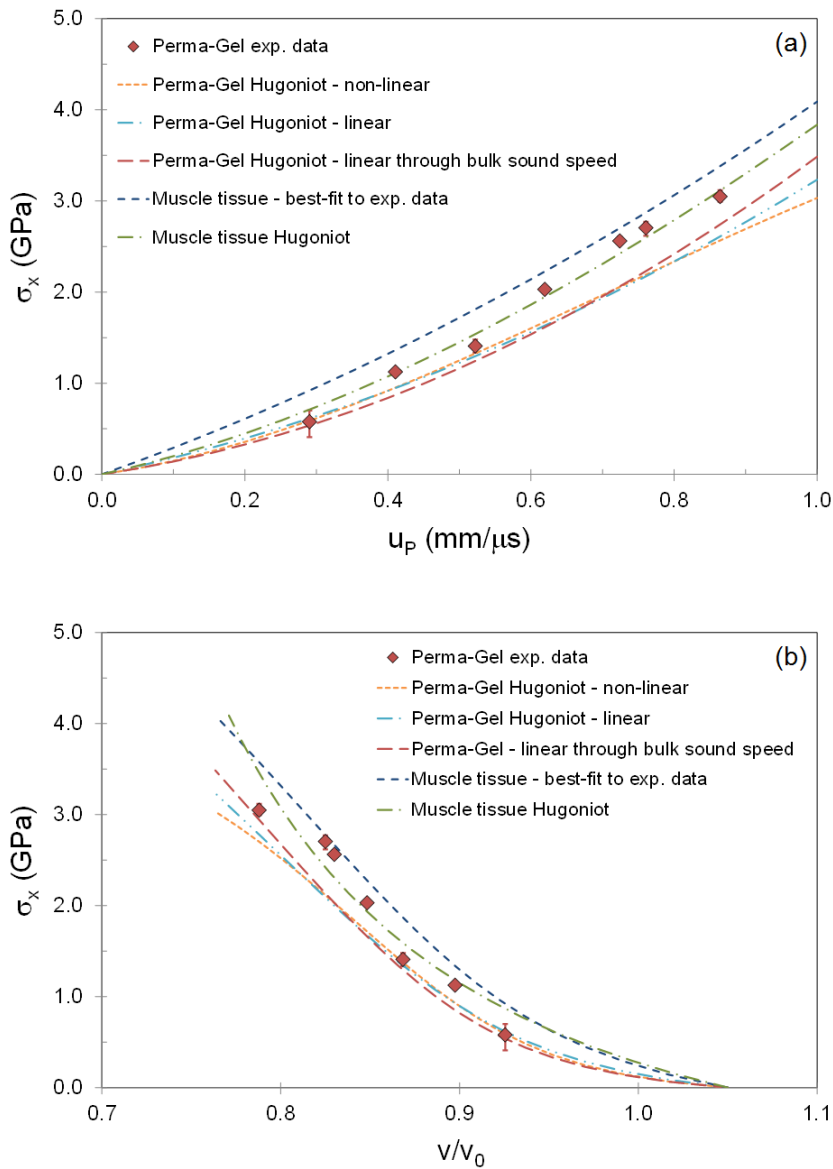 5.0
(a)
Perma-Gel exp. data
Perma-Gel Hugoniot - non-linear
4.0
Perma-Gel Hugoniot - linear
Perma-Gel Hugoniot - linear through bulk sound speed
3.0
Muscle tissue - best-fit to exp. data
Muscle tissue Hugoniot
σx (GPa)
2.0
1.0
0.0
0.0 0.2 0.4 0.6 0.8 1.0
uP (mm/μs)
5.0
(b)
Perma-Gel exp. data
Perma-Gel Hugoniot - non-linear
4.0
Perma-Gel Hugoniot - linear
Perma-Gel - linear through bulk sound speed
Muscle tissue - best-fit to exp. data
Muscle tissue Hugoniot
3.0
σx (GPa)
2.0
1.0
0.0
0.7 0.8 0.9 1.0 1.1
v/v0